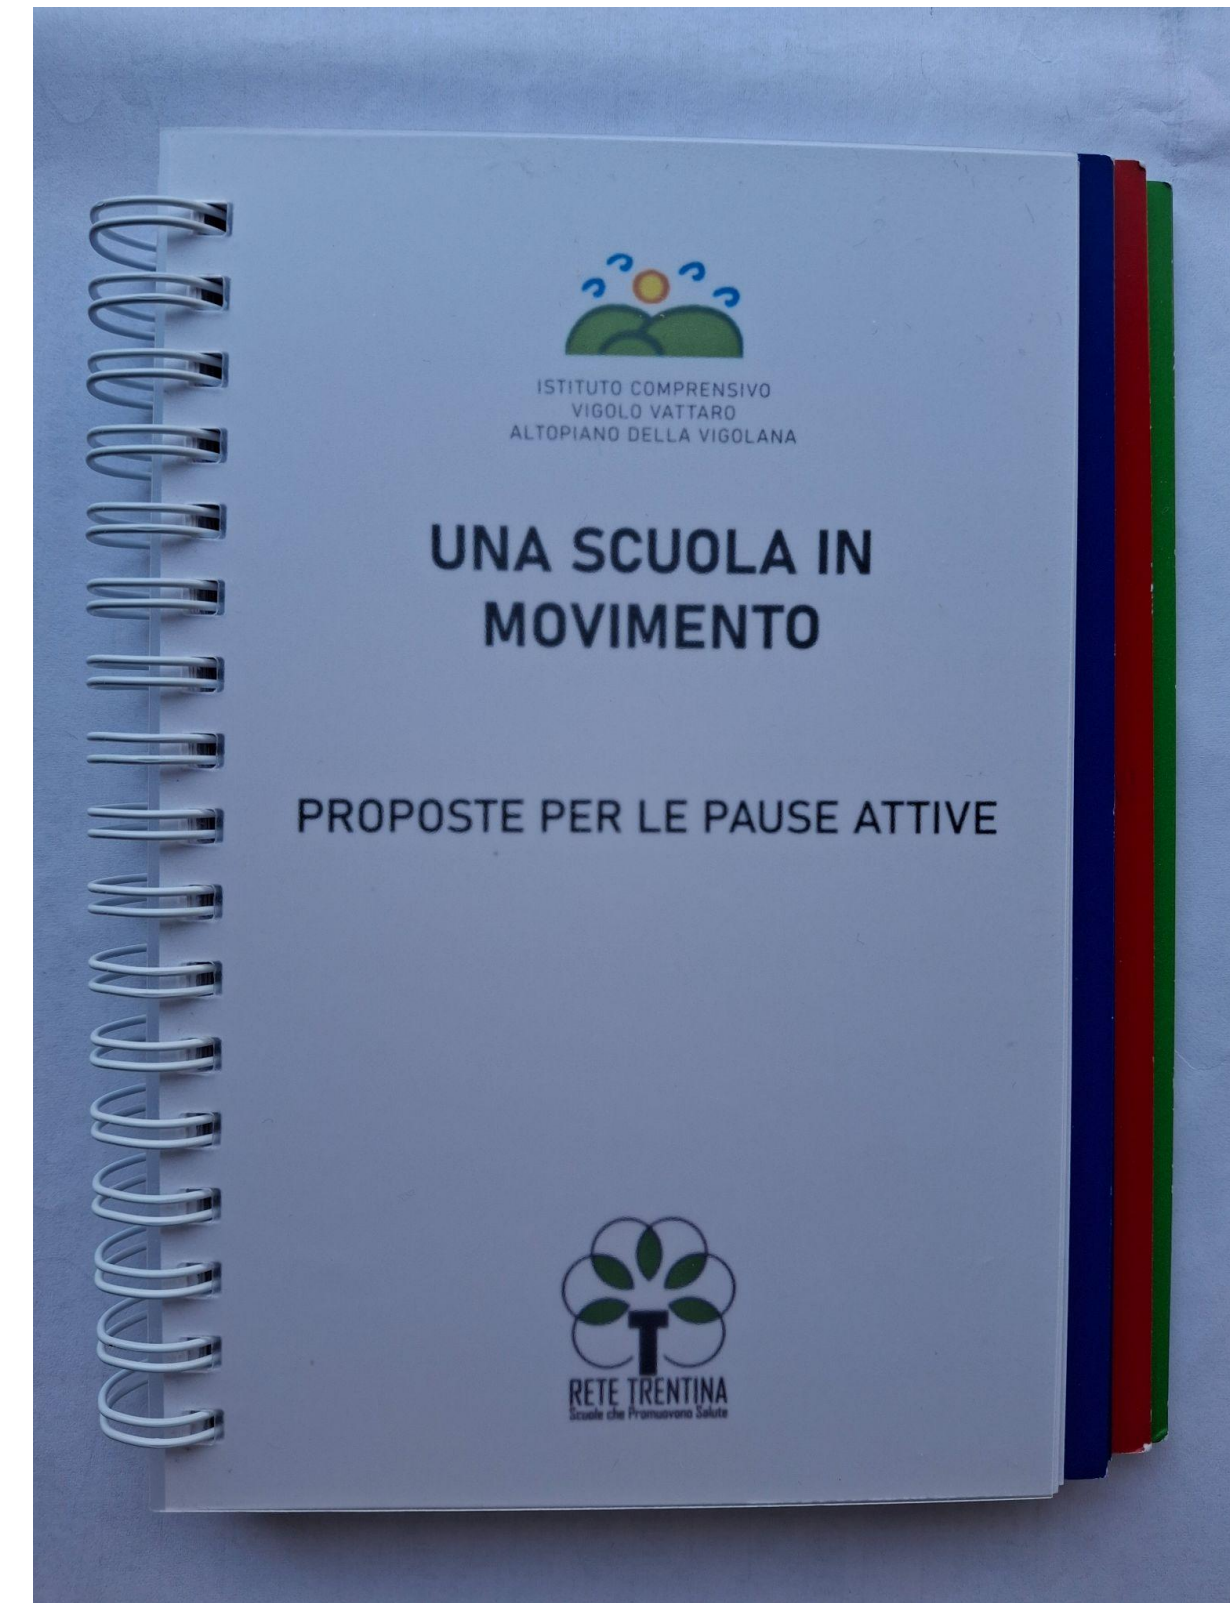 ISTITUTO COMPRENSIVO
VIGOLO VATTARO
ALTOPIANO DELLA VIGOLANA
UNA SCUOLA IN
MOVIMENTO
PROPOSTE PER LE PAUSE ATTIVE
T
RETE TRENTINA
Scuole che Promuovono Salute